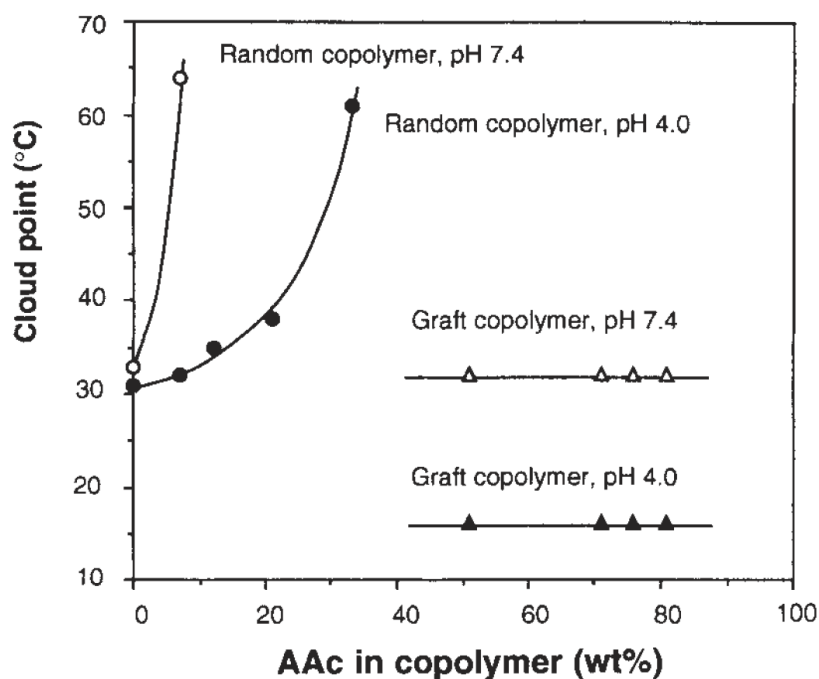 70
Random copolymer, pH 7.4
60
Random copolymer, pH 4.0
50
Cloud point (°C)
40
Graft copolymer, pH 7.4
30
Graft copolymer, pH 4.0
20
10
0 20 40 60 80 100
AAc in copolymer (wt%)